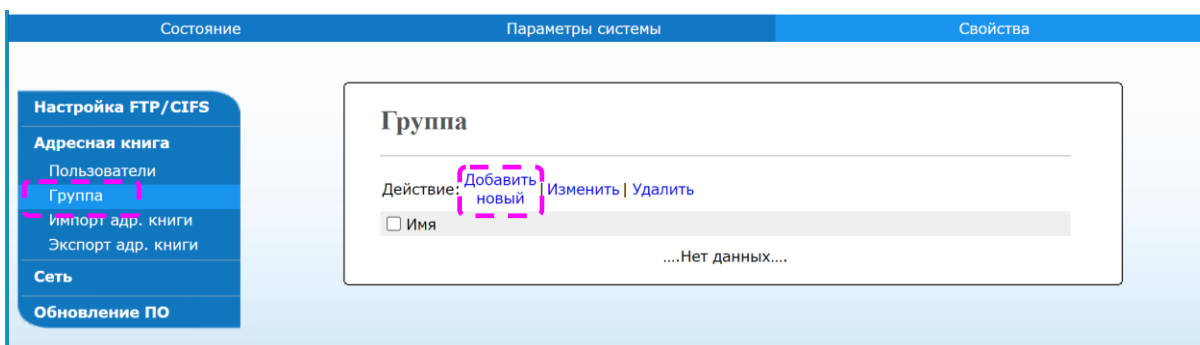 Состояние Параметры системы Свойства
Настройка FTP/CIFS
Адресная книга
Пользователи
Группа
Импорт адр. книги
Экспорт адр. книги
Сеть
Обновление ПО
Группа
Действие: Добавить новый | Изменить | Удалить
Имя
....Нет данных....